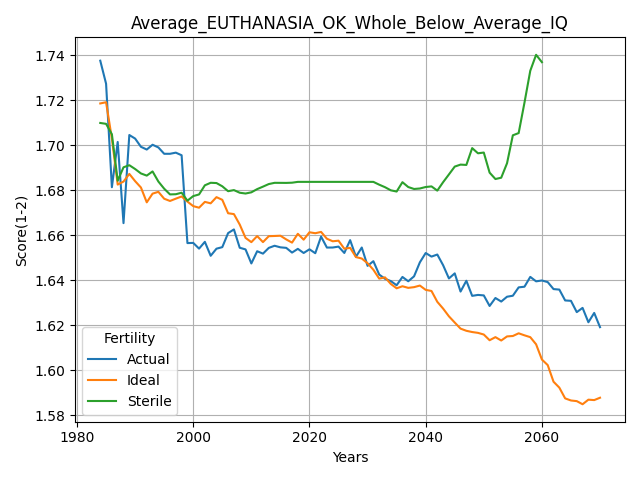 Average_EUTHANASIA_OK_Whole_Below_Average_IQ
1.74
1.72
1.70
1.68
1.66
1.64
1.62
1.60
1.58
Score(1-2)
Fertility
Actual
Ideal
Sterile
1980
2000
2020
2040
2060
Years